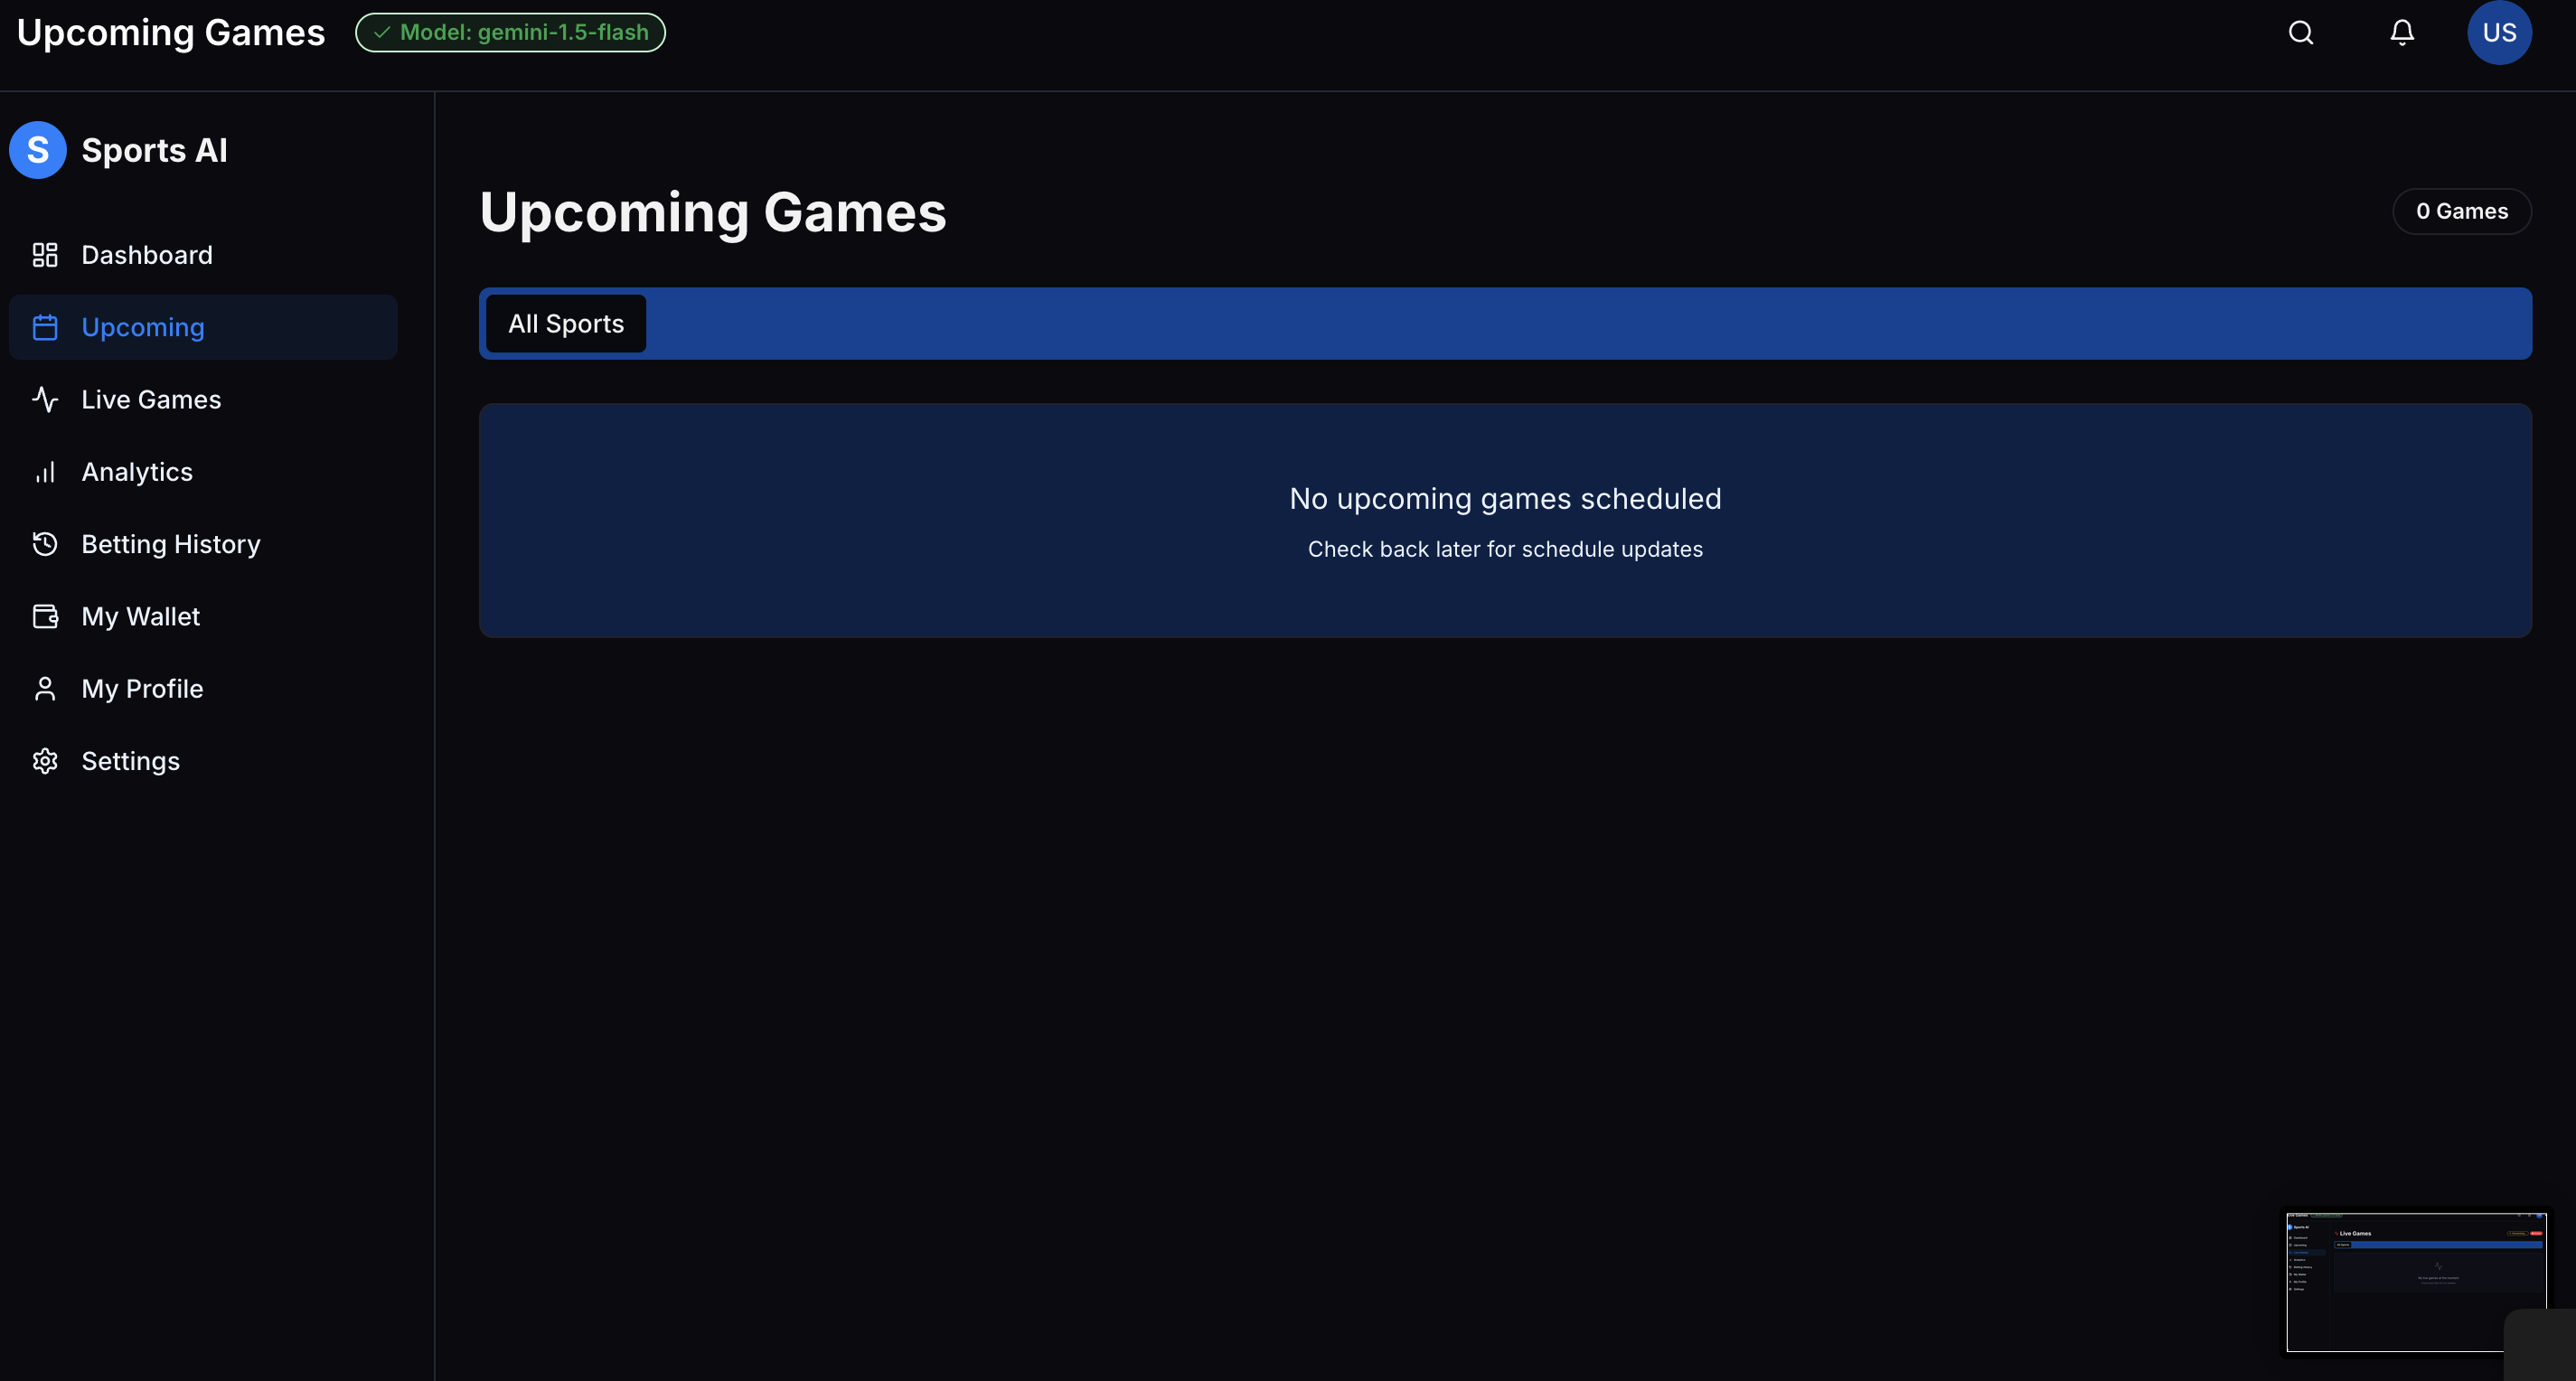 Upcoming Games
Model: gemini-1.5-flash
US
S
Sports AI
Dashboard
Upcoming
Live Games
Analytics
Betting History
My Wallet
My Profile
Settings
Upcoming Games
0 Games
All Sports
No upcoming games scheduled
Check back later for schedule updates
Live Games